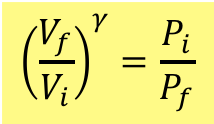 (V_f / V_i)^γ = P_i / P_f